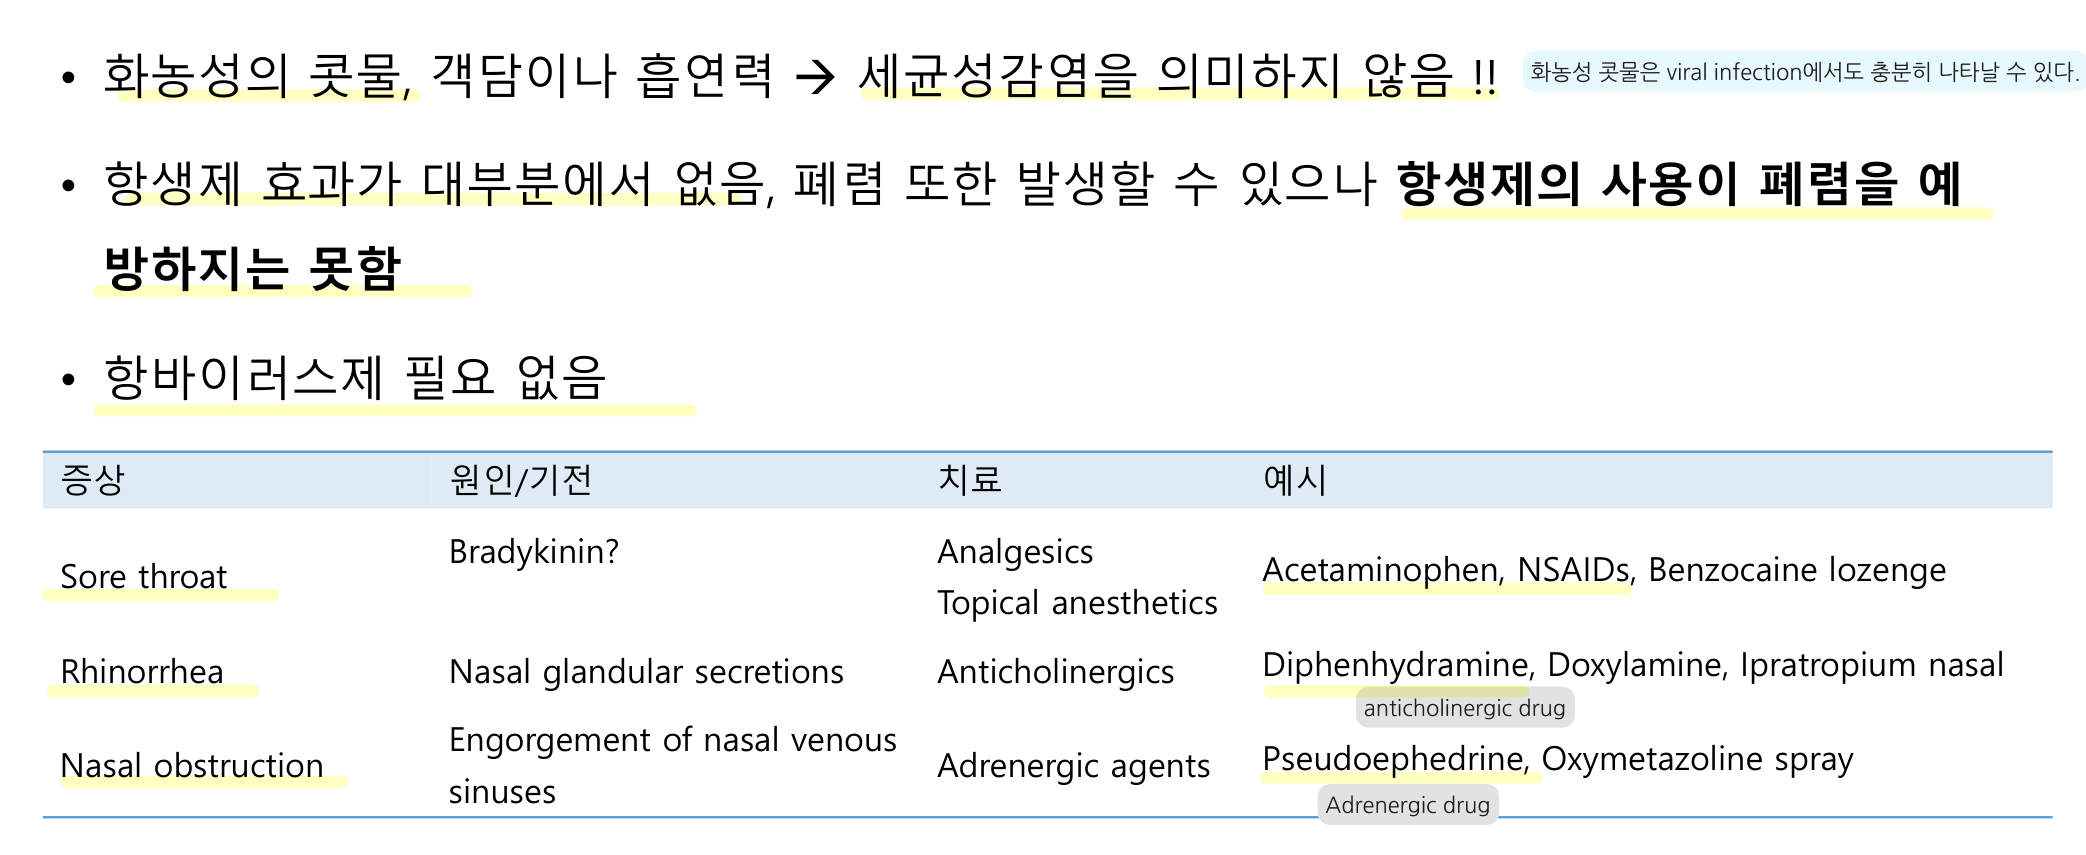 • 화농성의 콧물, 객담이나 흡연력 → 세균성감염을 의미하지 않음 !! 화농성 콧물은 viral infection에서도 충분히 나타날 수 있다.
• 항생제 효과가 대부분에서 없음, 폐렴 또한 발생할 수 있으나 항생제의 사용이 폐렴을 예
방하지는 못함
• 항바이러스제 필요 없음
증상 원인/기전 치료 예시
Sore throat Bradykinin? Analgesics Acetaminophen, NSAIDs, Benzocaine lozenge
Topical anesthetics
Rhinorrhea Nasal glandular secretions Anticholinergics Diphenhydramine, Doxylamine, Ipratropium nasal
anticholinergic drug
Nasal obstruction Engorgement of nasal venous Adrenergic agents Pseudoephedrine, Oxymetazoline spray
sinuses Adrenergic drug